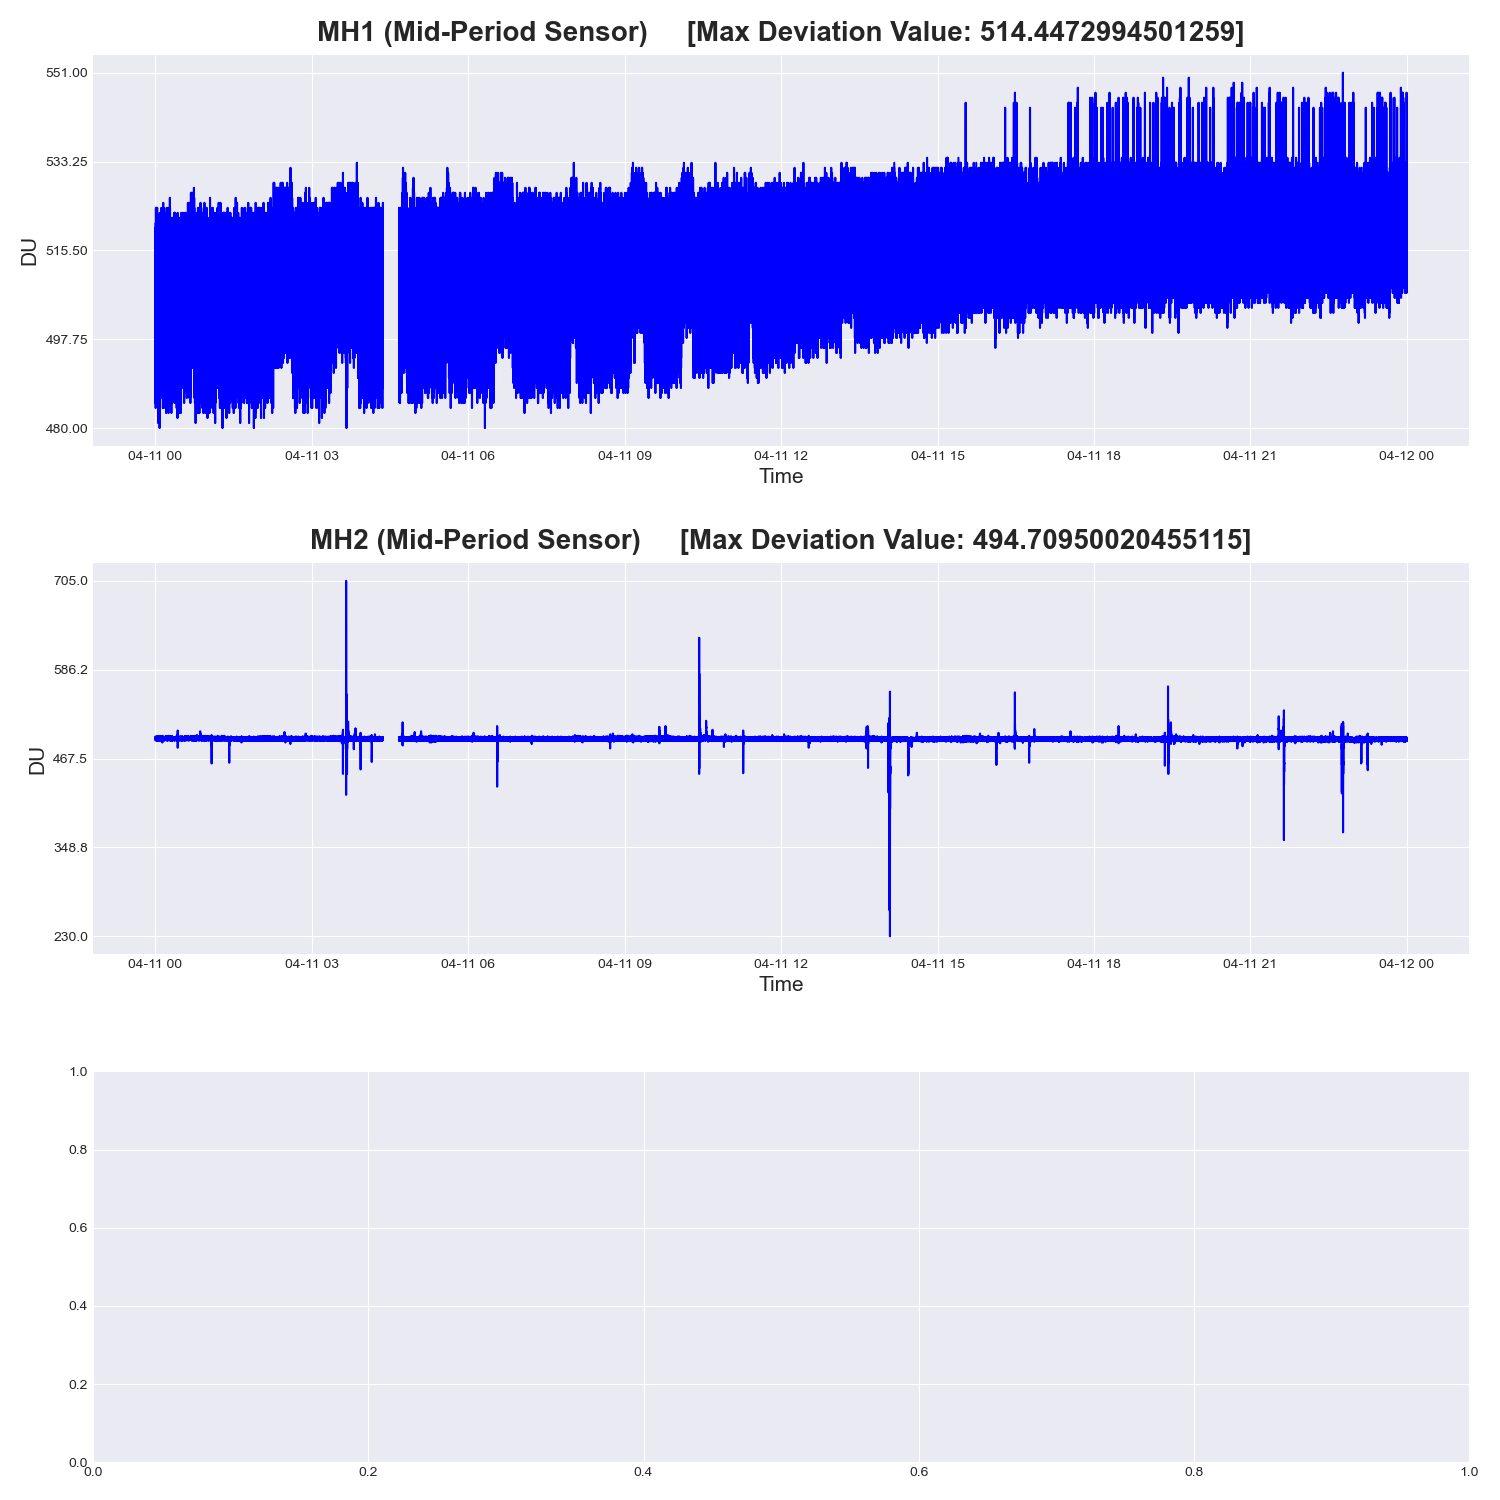 MH1 (Mid-Period Sensor) [Max Deviation Value: 514.4472994501259]
551.00
533.25
515.50
497.75
480.00
DU
04-11 00 04-11 03 04-11 06 04-11 09 04-11 12 04-11 15 04-11 18 04-11 21 04-12 00
Time
MH2 (Mid-Period Sensor) [Max Deviation Value: 494.70950020455115]
705.0
586.2
467.5
348.8
230.0
DU
04-11 00 04-11 03 04-11 06 04-11 09 04-11 12 04-11 15 04-11 18 04-11 21 04-12 00
Time
1.0
0.8
0.6
0.4
0.2
0.0
0.0 0.2 0.4 0.6 0.8 1.0